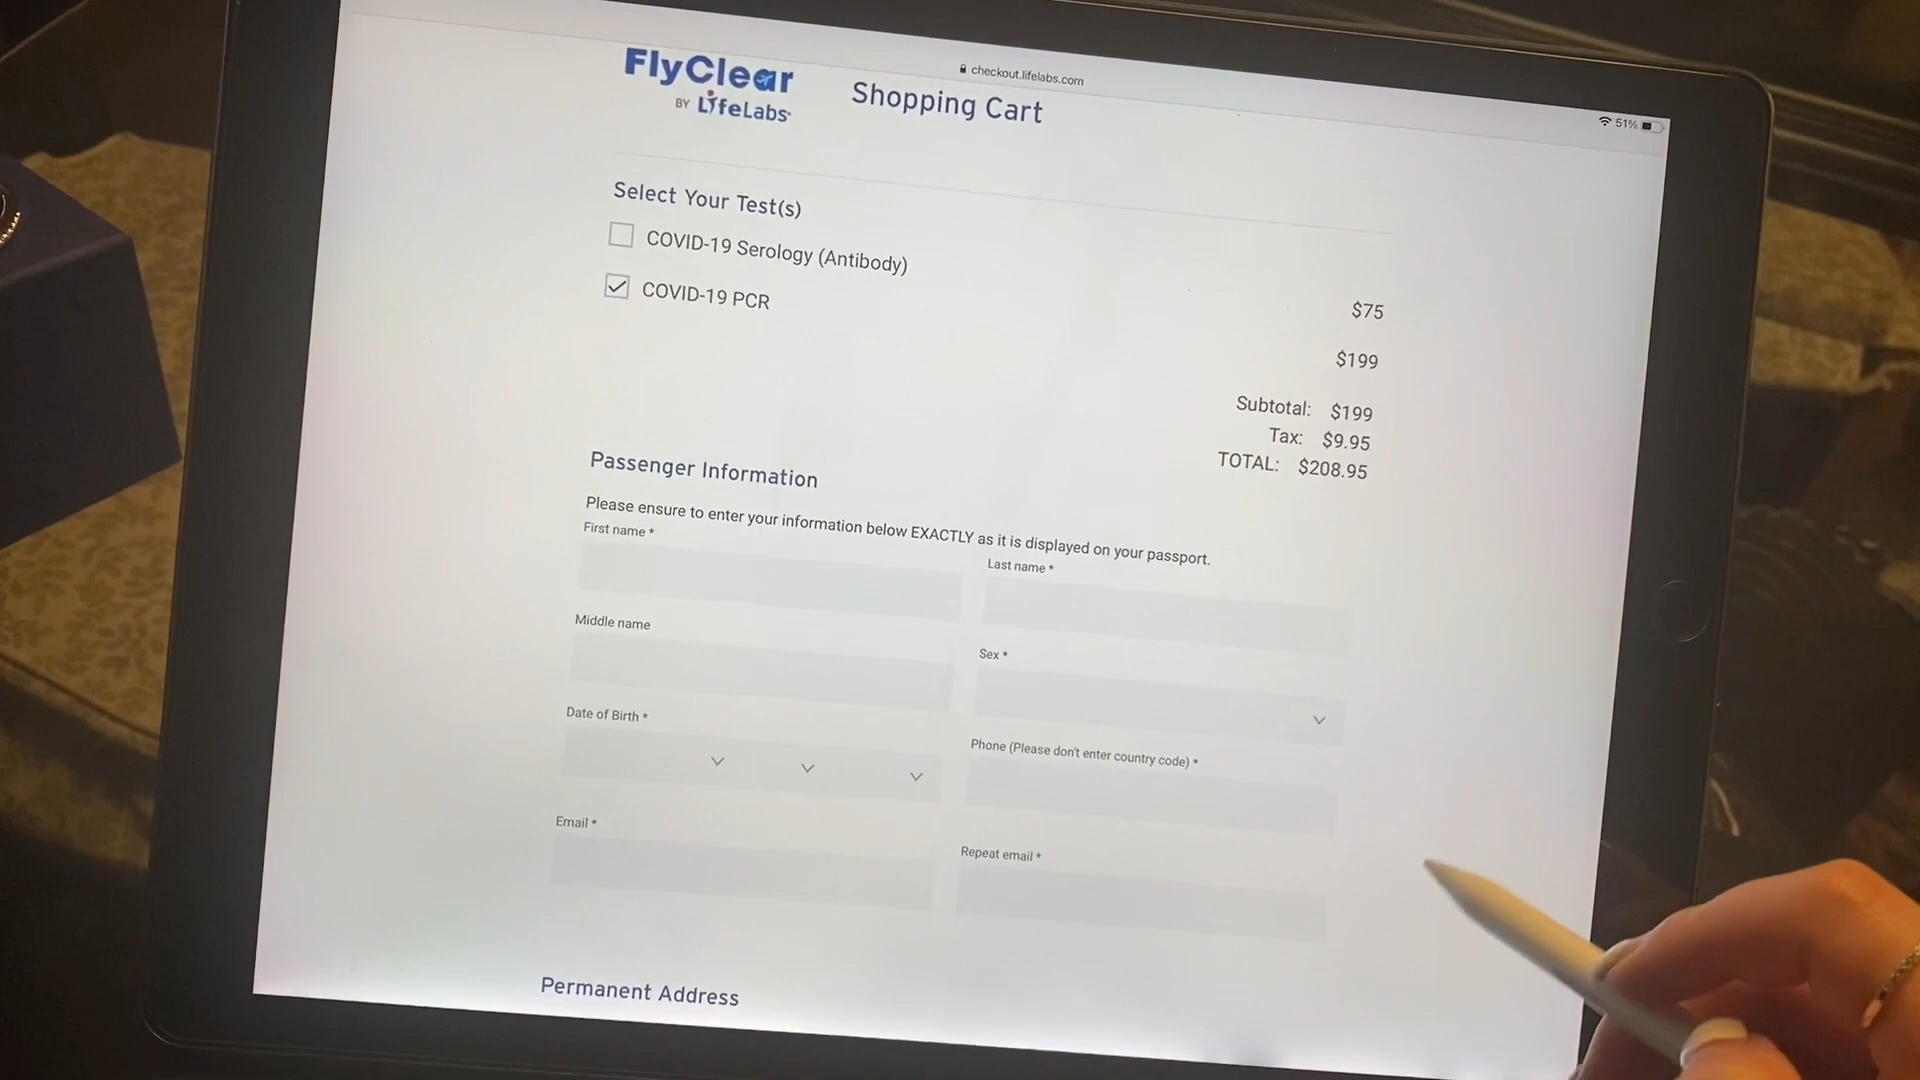 checkout.lifelabs.com
51%
FlyClear
BY LifeLabs
Shopping Cart
Select Your Test(s)
COVID-19 Serology (Antibody)
$75
COVID-19 PCR
$199
Subtotal: $199
Tax: $9.95
TOTAL: $208.95
Passenger Information
Please ensure to enter your information below EXACTLY as it is displayed on your passport.
First name *
Last name *
Middle name
Sex *
Date of Birth *
Phone (Please don't enter country code) *
Email *
Repeat email *
Permanent Address